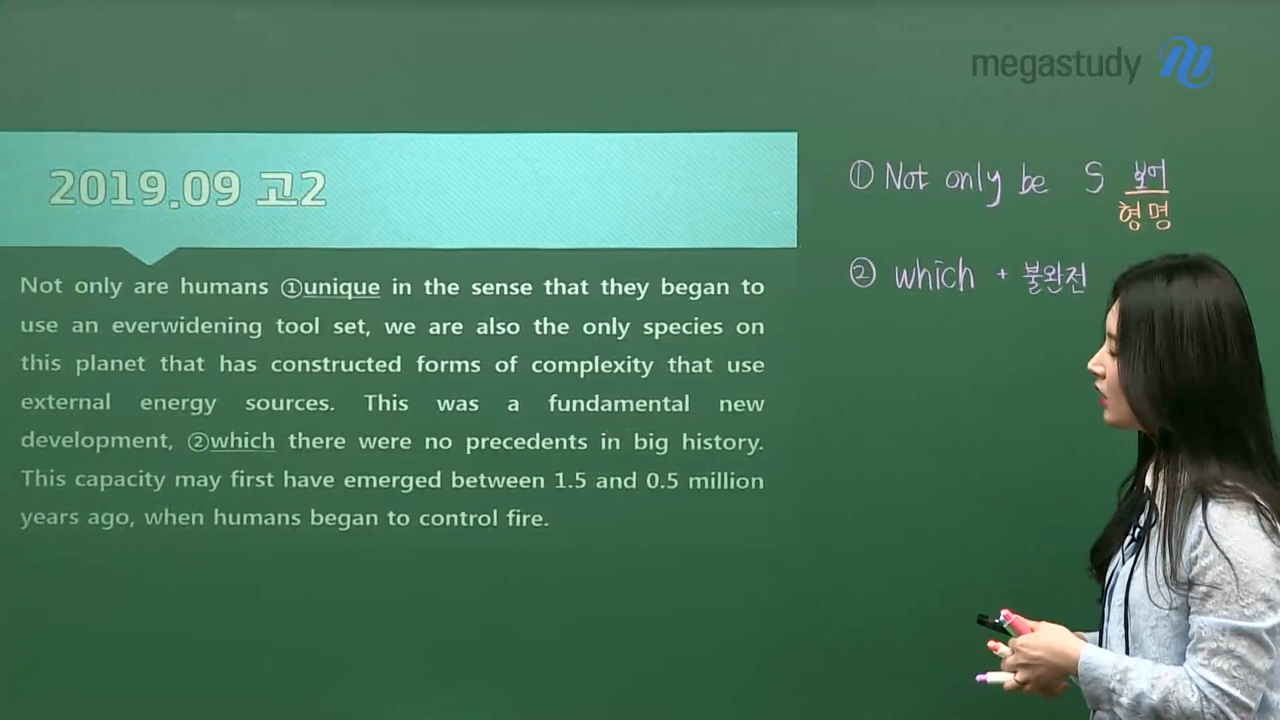 megastudy
2019.09 고2
Not only are humans ①unique in the sense that they began to
use an everwidening tool set, we are also the only species on
this planet that has constructed forms of complexity that use
external energy sources. This was a fundamental new
development, ②which there were no precedents in big history.
This capacity may first have emerged between 1.5 and 0.5 million
years ago, when humans began to control fire.
① Not only be S 보어
형 명
② which + 불완전